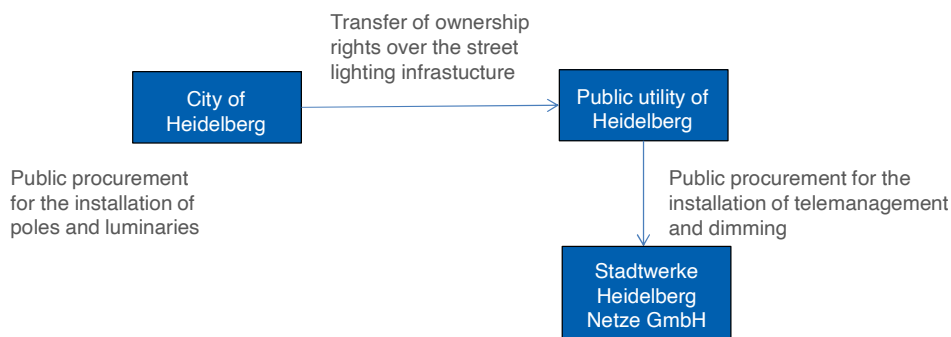 Transfer of ownership
rights over the street
lighting infrastucture
City of
Heidelberg
Public utility of
Heidelberg
Public procurement
for the installation of
poles and luminaries
Public procurement for the
installation of telemanagement
and dimming
Stadtwerke
Heidelberg
Netze GmbH